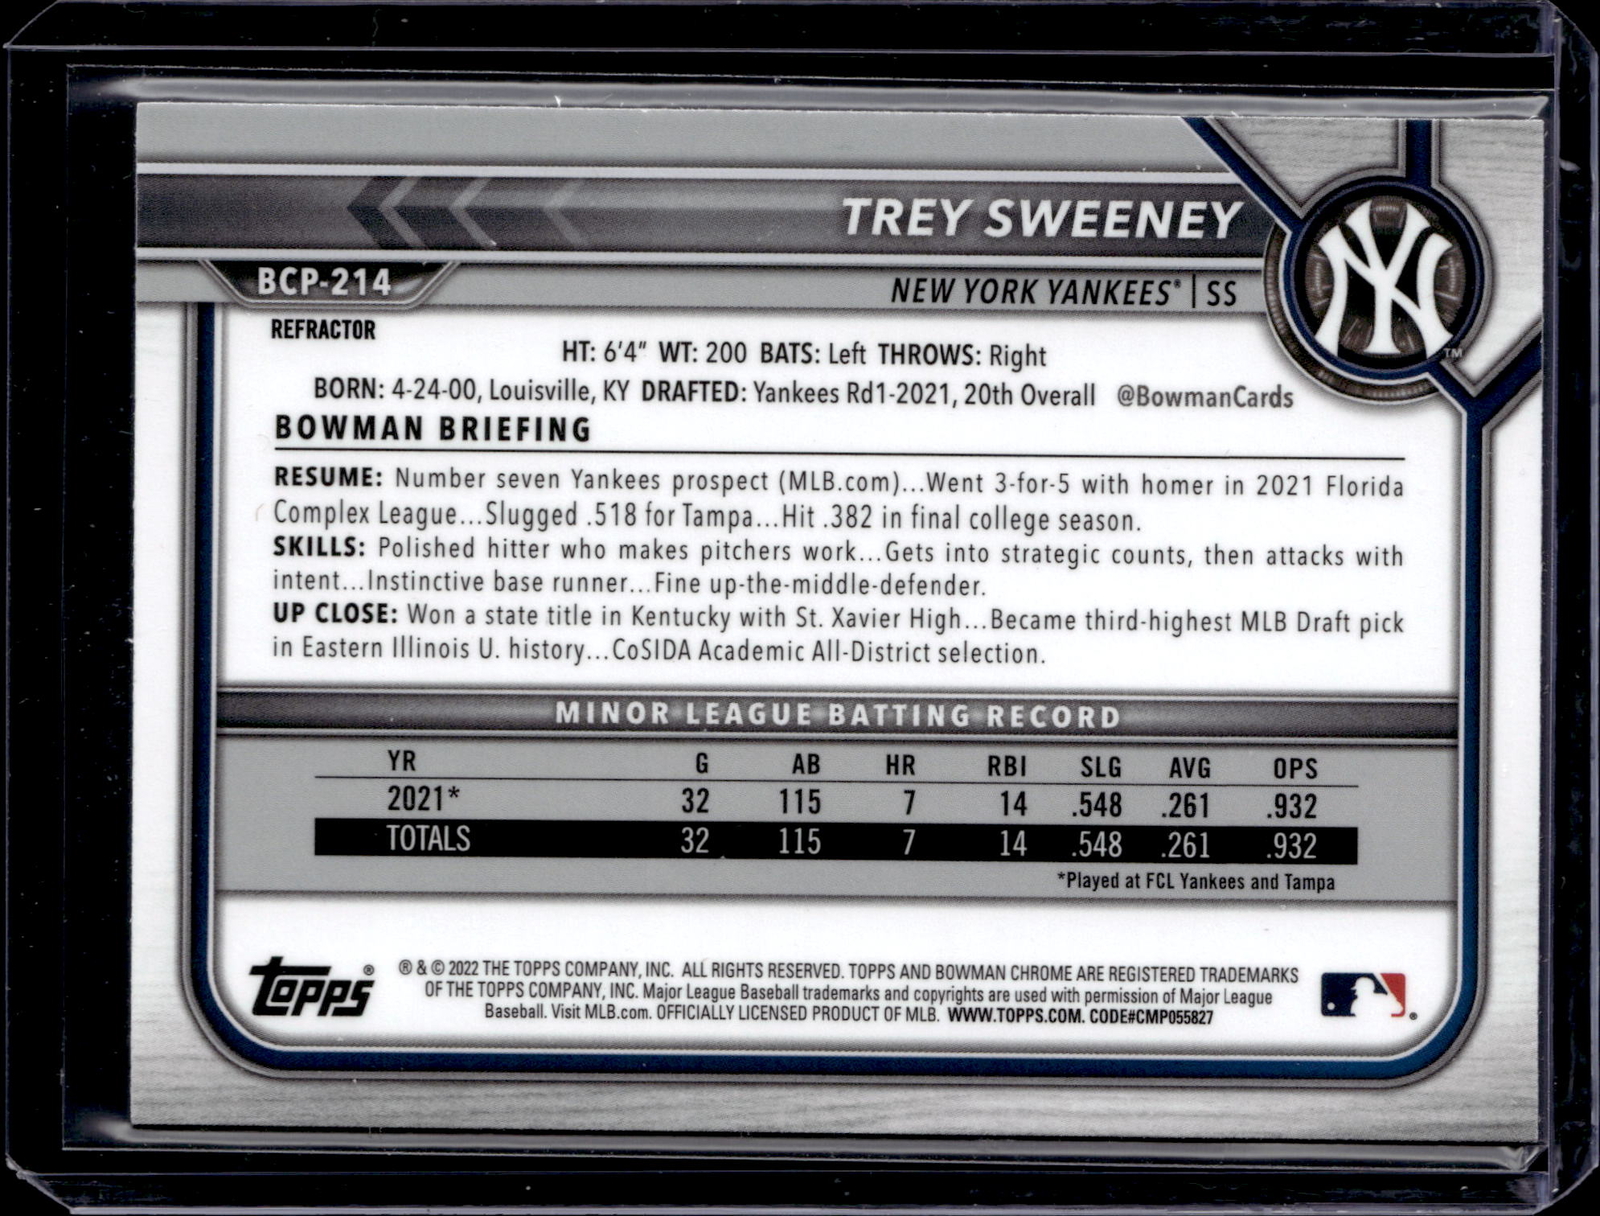 TREY SWEENEY
BCP-214
NEW YORK YANKEES® | SS
NY
TM
REFRACTOR
HT: 6'4" WT: 200 BATS: Left THROWS: Right
BORN: 4-24-00, Louisville, KY DRAFTED: Yankees Rd1-2021, 20th Overall @BowmanCards
BOWMAN BRIEFING
RESUME: Number seven Yankees prospect (MLB.com)...Went 3-for-5 with homer in 2021 Florida
Complex League...Slugged .518 for Tampa...Hit .382 in final college season.
SKILLS: Polished hitter who makes pitchers work...Gets into strategic counts, then attacks with
intent...Instinctive base runner...Fine up-the-middle-defender.
UP CLOSE: Won a state title in Kentucky with St. Xavier High...Became third-highest MLB Draft pick
in Eastern Illinois U. history...CoSIDA Academic All-District selection.
MINOR LEAGUE BATTING RECORD
YR G AB HR RBI SLG AVG OPS
2021* 32 115 7 14 .548 .261 .932
TOTALS 32 115 7 14 .548 .261 .932
*Played at FCL Yankees and Tampa
topps®
® & © 2022 THE TOPPS COMPANY, INC. ALL RIGHTS RESERVED. TOPPS AND BOWMAN CHROME ARE REGISTERED TRADEMARKS
OF THE TOPPS COMPANY, INC. Major League Baseball trademarks and copyrights are used with permission of Major League
Baseball. Visit MLB.com. OFFICIALLY LICENSED PRODUCT OF MLB. WWW.TOPPS.COM. CODE#CMP055827
®